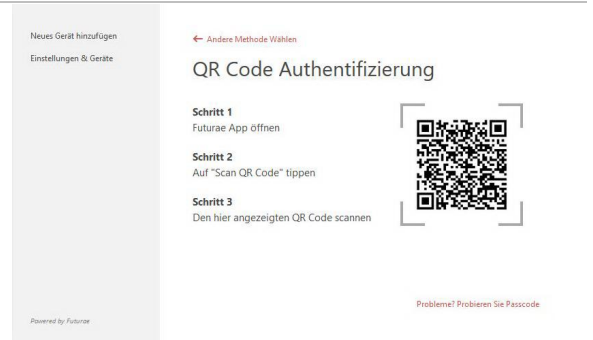 Neues Gerät hinzufügen
Einstellungen & Geräte
← Andere Methode Wählen
QR Code Authentifizierung
Schritt 1
Futurae App öffnen
Schritt 2
Auf "Scan QR Code" tippen
Schritt 3
Den hier angezeigten QR Code scannen
Probleme? Probieren Sie Passcode
Powered by Futurae